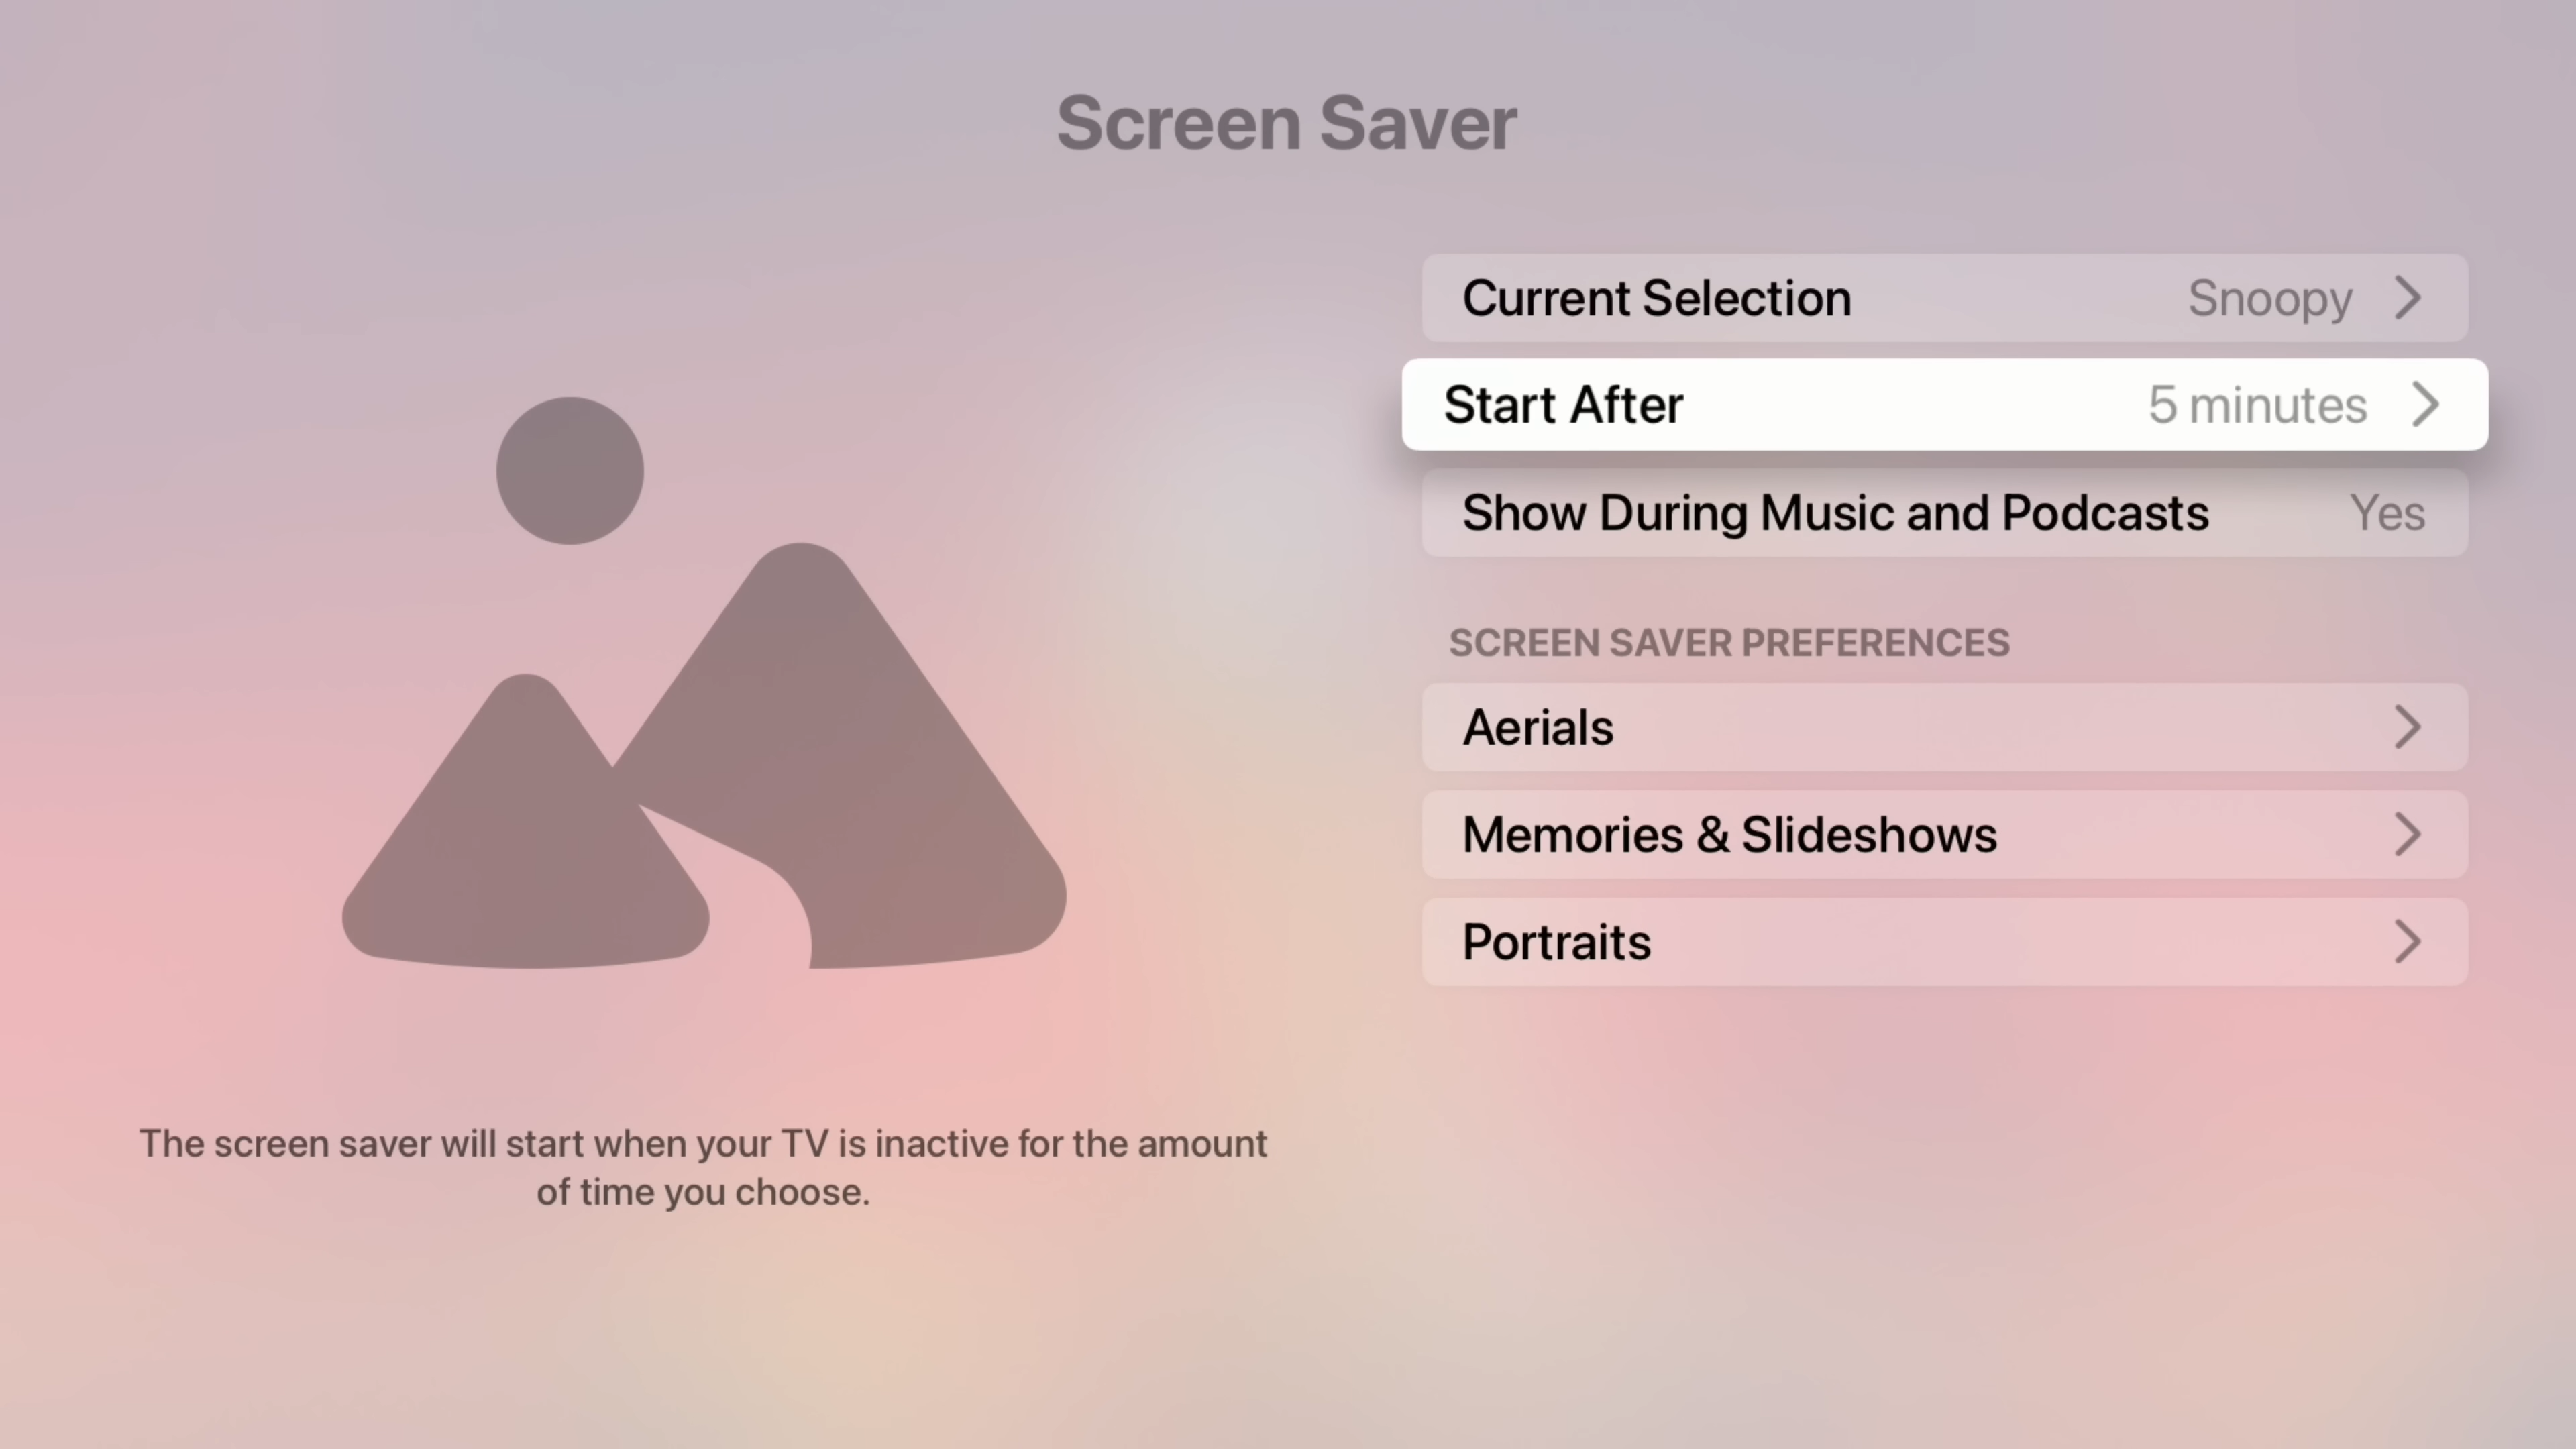 Screen Saver
Current Selection Snoopy
Start After 5 minutes
Show During Music and Podcasts Yes
SCREEN SAVER PREFERENCES
Aerials
Memories & Slideshows
Portraits
The screen saver will start when your TV is inactive for the amount
of time you choose.